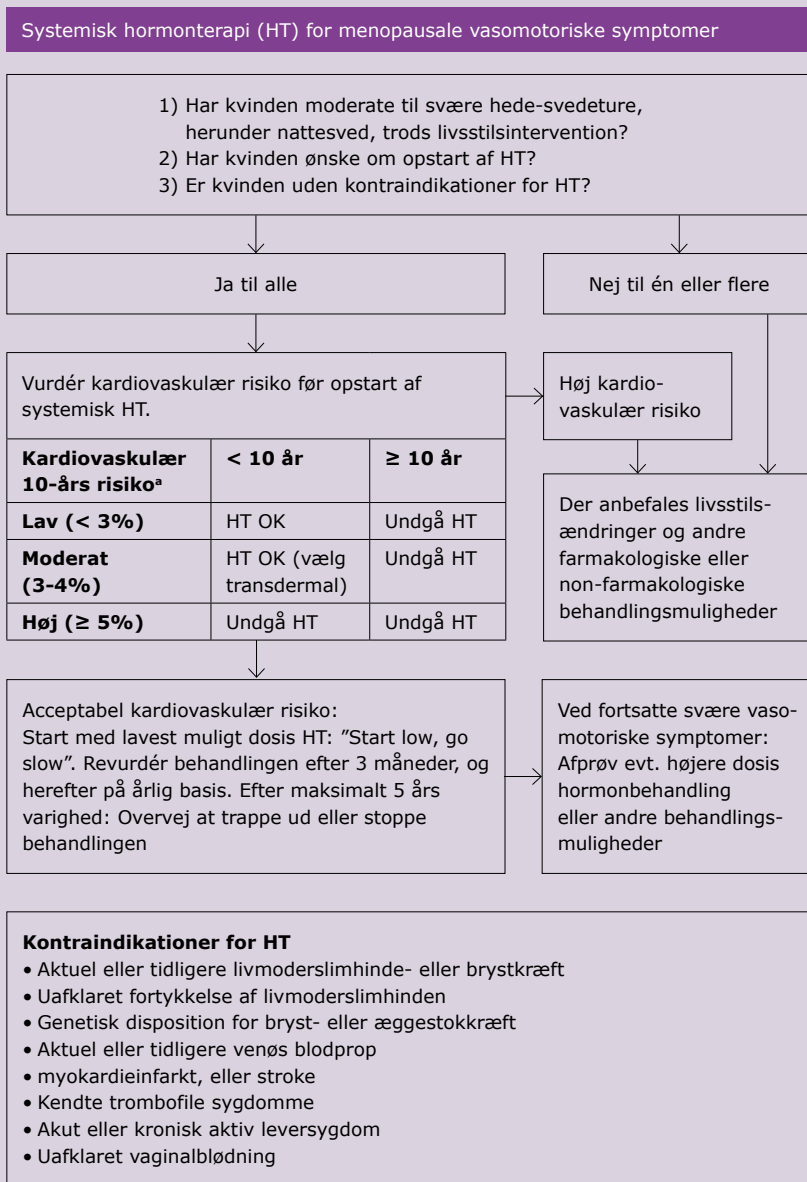 Systemisk hormonterapi (HT) for menopausale vasomotoriske symptomer
1) Har kvinden moderate til svære hede-svedeture,
herunder nattesved, trods livsstilsintervention?
2) Har kvinden ønske om opstart af HT?
3) Er kvinden uden kontraindikationer for HT?
Ja til alle
Nej til én eller flere
Vurdér kardiovaskulær risiko før opstart af
systemisk HT.
Høj kardio-
vaskulær risiko
Kardiovaskulær
10-års risikoᵃ
< 10 år
≥ 10 år
Lav (< 3%)
HT OK
Undgå HT
Moderat
(3-4%)
HT OK (vælg
transdermal)
Undgå HT
Høj (≥ 5%)
Undgå HT
Undgå HT
Der anbefales livsstils-
ændringer og andre
farmakologiske eller
non-farmakologiske
behandlingsmuligheder
Acceptabel kardiovaskulær risiko:
Start med lavest muligt dosis HT: ”Start low, go
slow”. Revurdér behandlingen efter 3 måneder, og
herefter på årlig basis. Efter maksimalt 5 års
varighed: Overvej at trappe ud eller stoppe
behandlingen
Ved fortsatte svære vaso-
motoriske symptomer:
Afprøv evt. højere dosis
hormonbehandling
eller andre behandlings-
muligheder
Kontraindikationer for HT
• Aktuel eller tidligere livmoderslimhinde- eller brystkræft
• Uafklaret fortykkelse af livmoderslimhinden
• Genetisk disposition for bryst- eller æggestokkræft
• Aktuel eller tidligere venøs blodprop
• myokardieinfarkt, eller stroke
• Kendte trombofile sygdomme
• Akut eller kronisk aktiv leversygdom
• Uafklaret vaginalblødning